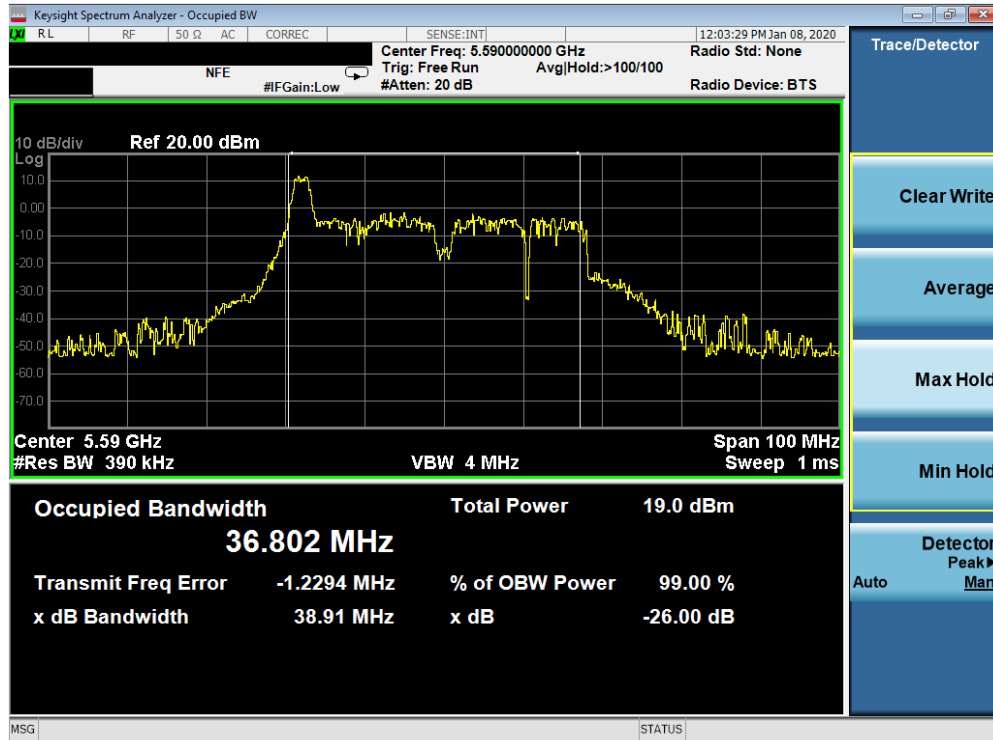 Keysight Spectrum Analyzer - Occupied BW
LXI RL RF 50 Ω AC CORREC SENSE:INT 12:03:29 PM Jan 08, 2020
Center Freq: 5.590000000 GHz Radio Std: None
NFE Trig: Free Run Avg|Hold:>100/100
#IFGain:Low #Atten: 20 dB Radio Device: BTS
10 dB/div Ref 20.00 dBm
Log
10.0
0.00
-10.0
-20.0
-30.0
-40.0
-50.0
-60.0
-70.0
Center 5.59 GHz Span 100 MHz
#Res BW 390 kHz VBW 4 MHz Sweep 1 ms
Occupied Bandwidth Total Power 19.0 dBm
36.802 MHz
Transmit Freq Error -1.2294 MHz % of OBW Power 99.00 %
x dB Bandwidth 38.91 MHz x dB -26.00 dB
MSG STATUS
Trace/Detector
Clear Write
Average
Max Hold
Min Hold
Detector
Peak▶
Auto Man